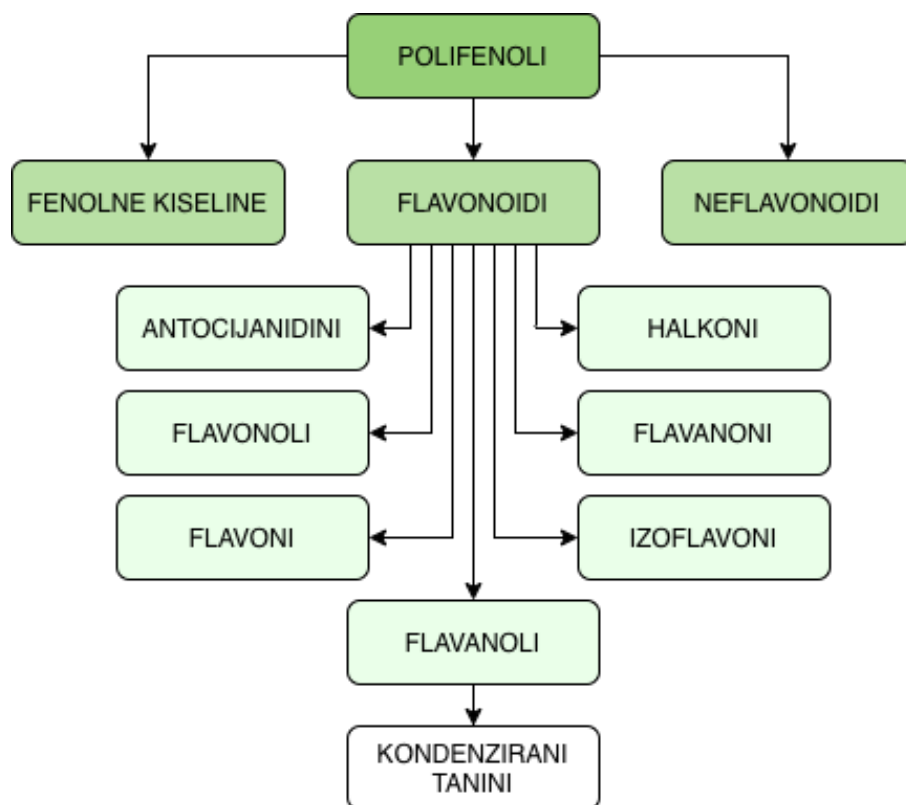 POLIFENOLI
FENOLNE KISELINE
FLAVONOIDI
NEFLAVONOIDI
ANTOCIJANIDINI
HALKONI
FLAVONOLI
FLAVANONI
FLAVONI
IZOFLAVONI
FLAVANOLI
KONDENZIRANI
TANINI